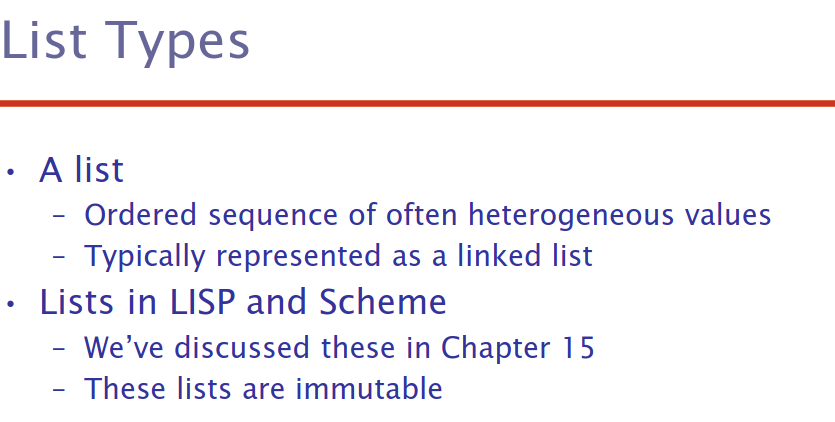 List Types
• A list
– Ordered sequence of often heterogeneous values
– Typically represented as a linked list
• Lists in LISP and Scheme
– We’ve discussed these in Chapter 15
– These lists are immutable